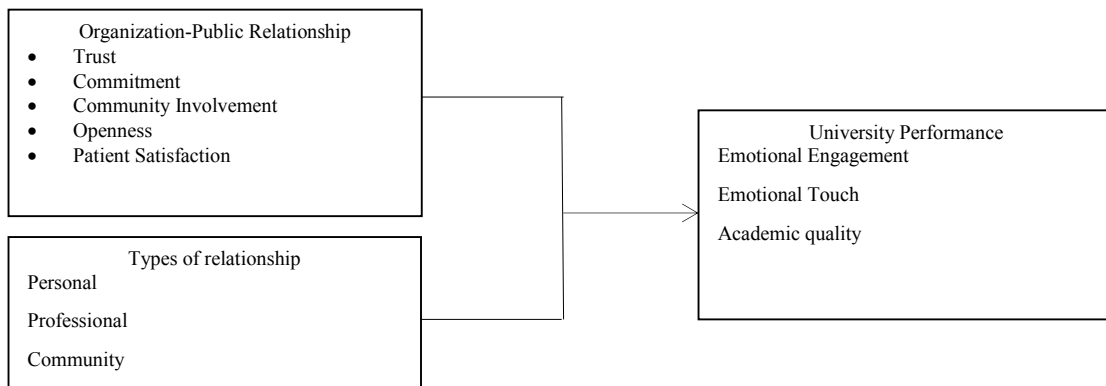 Organization-Public Relationship
• Trust
• Commitment
• Community Involvement
• Openness
• Patient Satisfaction
Types of relationship
Personal
Professional
Community
University Performance
Emotional Engagement
Emotional Touch
Academic quality